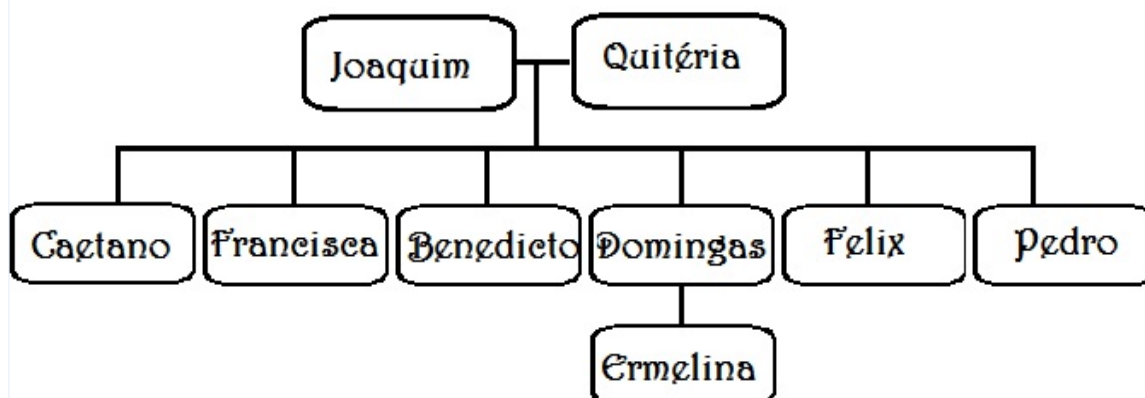 Joaquim Quitéria
Caetano Francisca Benedicto Domingas Felix Pedro
Ermelina